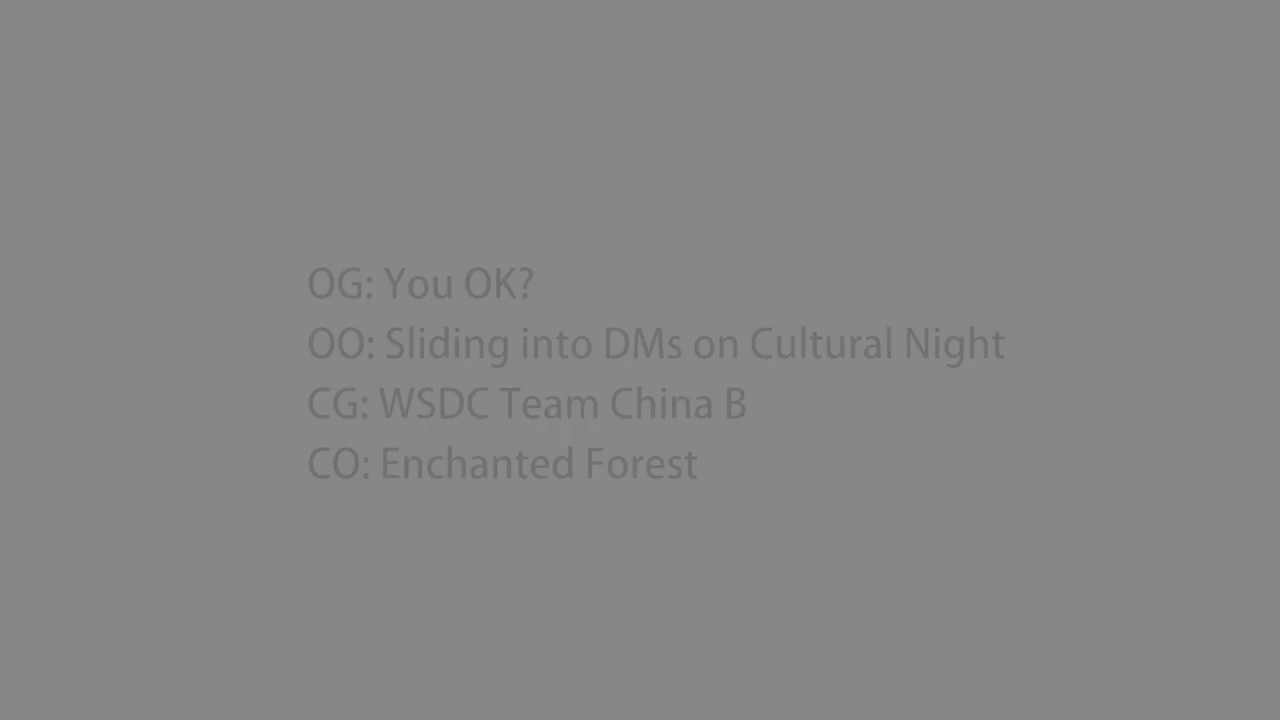 OG: You OK?
OO: Sliding into DMs on Cultural Night
CG: WSDC Team China B
CO: Enchanted Forest